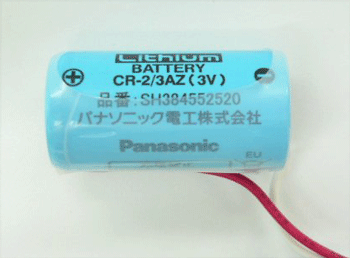 Lithium
BATTERY
CR-2/3AZ (3V)
品番:SH384552520
パナソニック電工株式会社
Panasonic
EU